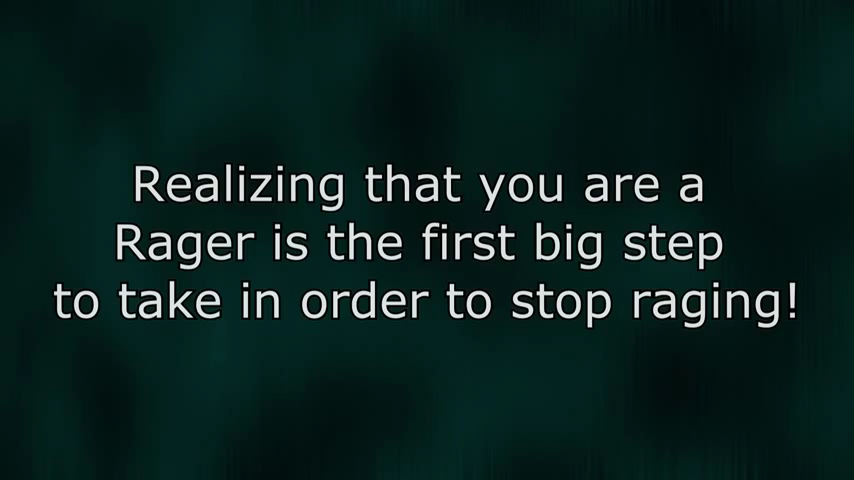 Realizing that you are a
Rager is the first big step
to take in order to stop raging!